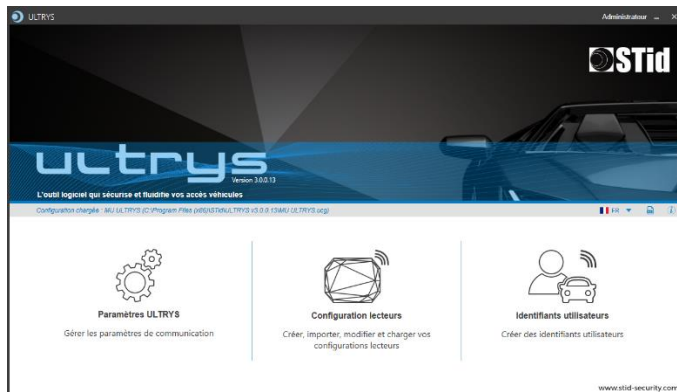 ULTRYS
Administrateur
STid
ultrys
Version 3.0.0.13
L'outil logiciel qui sécurise et fluidifie vos accès véhicules
Configuration chargée : MU ULTRYS (C:\Program Files (x86)\STid\ULTRYS v3.0.0.13\MU ULTRYS.ucg)
FR
Paramètres ULTRYS
Gérer les paramètres de communication
Configuration lecteurs
Créer, importer, modifier et charger vos
configurations lecteurs
Identifiants utilisateurs
Créer des identifiants utilisateurs
www.stid-security.com